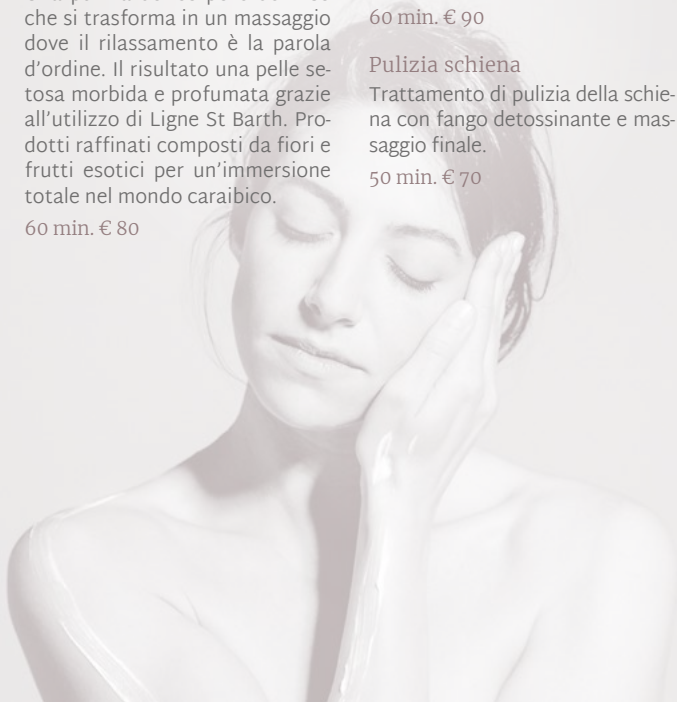 che si trasforma in un massaggio
dove il rilassamento è la parola
d'ordine. Il risultato una pelle se-
tosa morbida e profumata grazie
all'utilizzo di Ligne St Barth. Pro-
dotti raffinati composti da fiori e
frutti esotici per un'immersione
totale nel mondo caraibico.
60 min. € 80
60 min. € 90
Pulizia schiena
Trattamento di pulizia della schie-
na con fango detossinante e mas-
saggio finale.
50 min. € 70